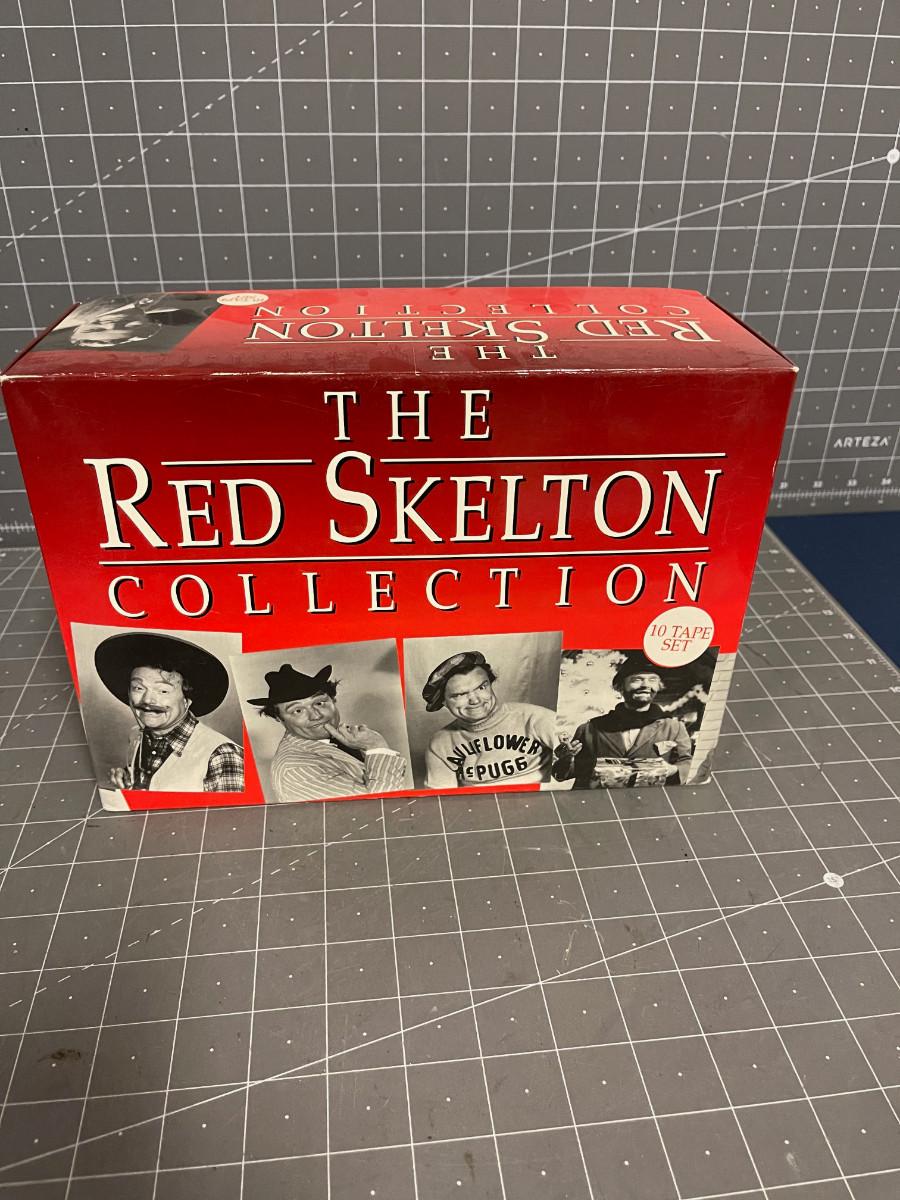 THE
RED SKELTON
COLLECTION
THE
RED SKELTON
COLLECTION
10 TAPE
SET
CAULIFLOWER
McPUGG
ARTEZA